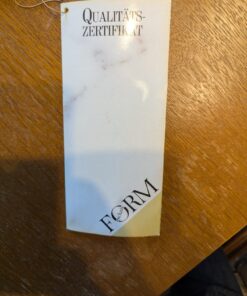 QUALITÄTS-
ZERTIFIKAT
FORM